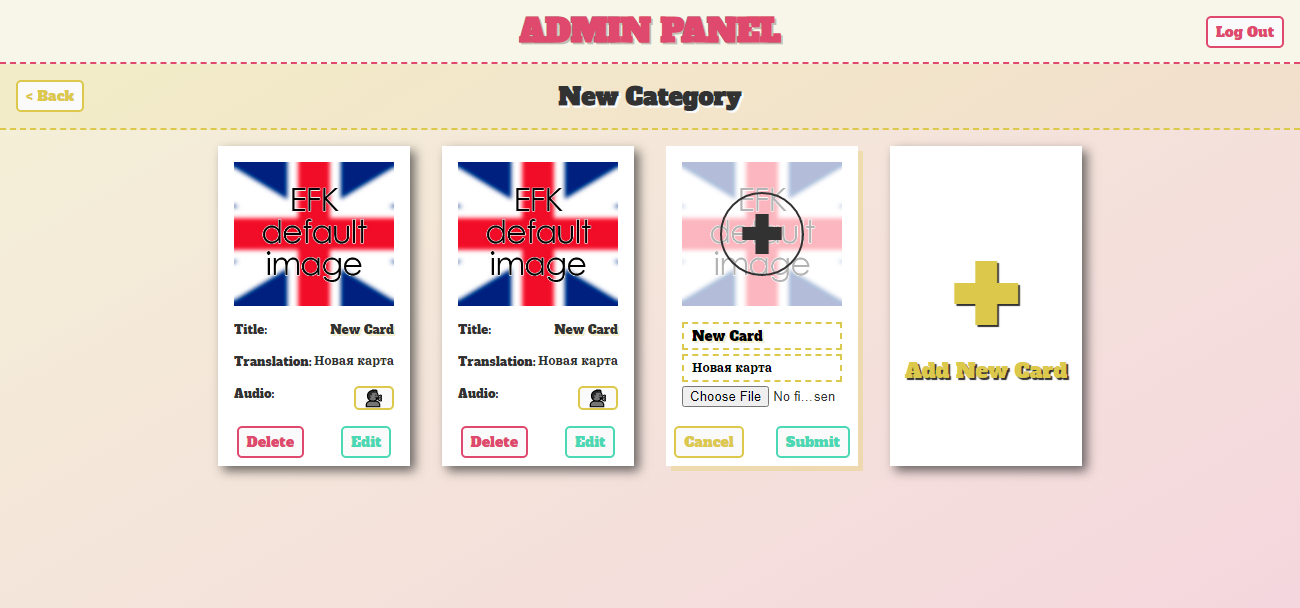 ADMIN PANEL
Log Out
< Back
New Category
EFK
default
image
Title: New Card
Translation: Новая карта
Audio:
Delete Edit
EFK
default
image
Title: New Card
Translation: Новая карта
Audio:
Delete Edit
EFK
default
image
New Card
Новая карта
Choose File No fi...sen
Cancel Submit
Add New Card